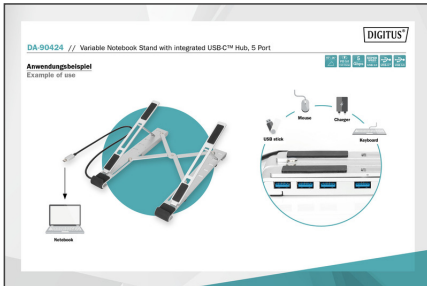 DIGITUS®
DA-90424 // Variable Notebook Stand with integrated USB-C™ Hub, 5 Port
Anwendungsbeispiel
Example of use
Mouse
Charger
USB stick
Keyboard
Notebook